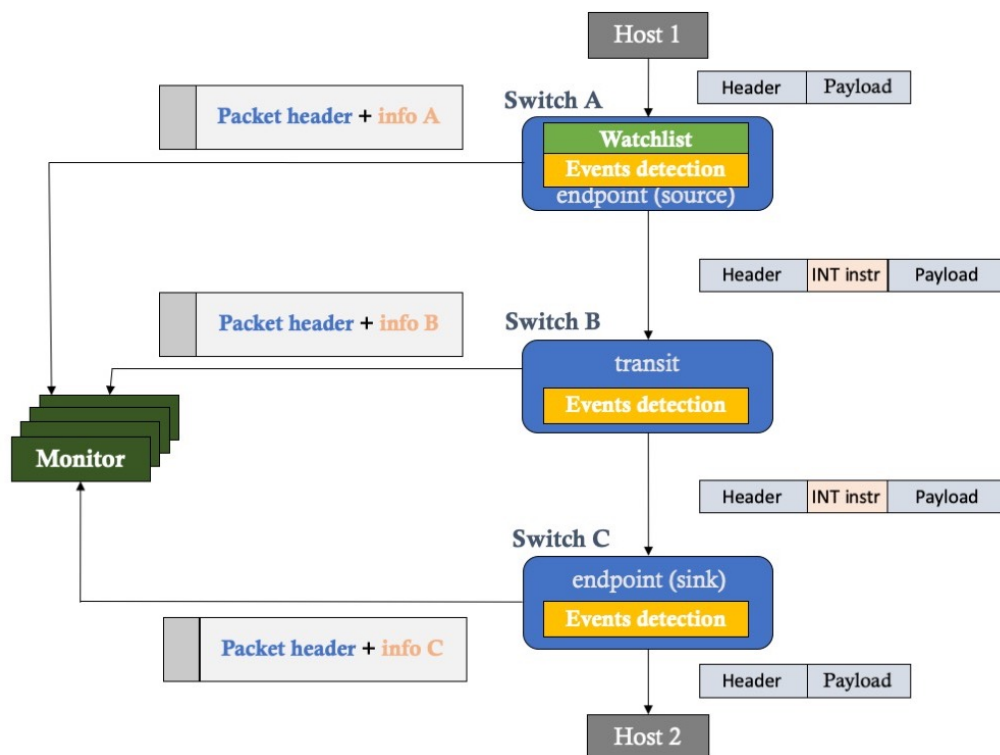 Host 1
Header
Payload
Switch A
Packet header + info A
Watchlist
Events detection
endpoint (source)
Header
INT instr
Payload
Packet header + info B
Switch B
transit
Events detection
Monitor
Header
INT instr
Payload
Switch C
endpoint (sink)
Events detection
Packet header + info C
Header
Payload
Host 2